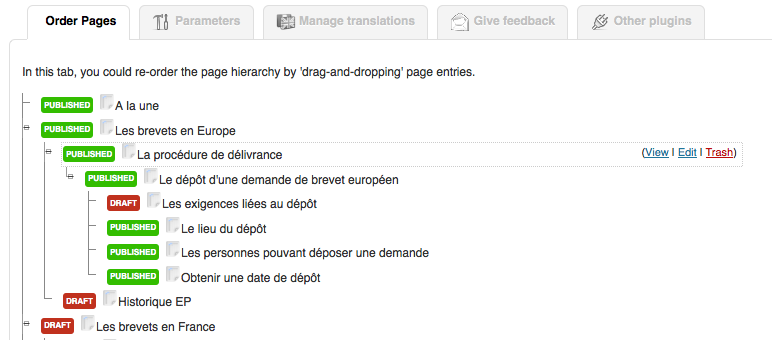 Order Pages Parameters Manage translations Give feedback Other plugins
In this tab, you could re-order the page hierarchy by 'drag-and-dropping' page entries.
PUBLISHED A la une
PUBLISHED Les brevets en Europe
PUBLISHED La procédure de délivrance (View | Edit | Trash)
PUBLISHED Le dépôt d'une demande de brevet européen
DRAFT Les exigences liées au dépôt
PUBLISHED Le lieu du dépôt
PUBLISHED Les personnes pouvant déposer une demande
PUBLISHED Obtenir une date de dépôt
DRAFT Historique EP
DRAFT Les brevets en France